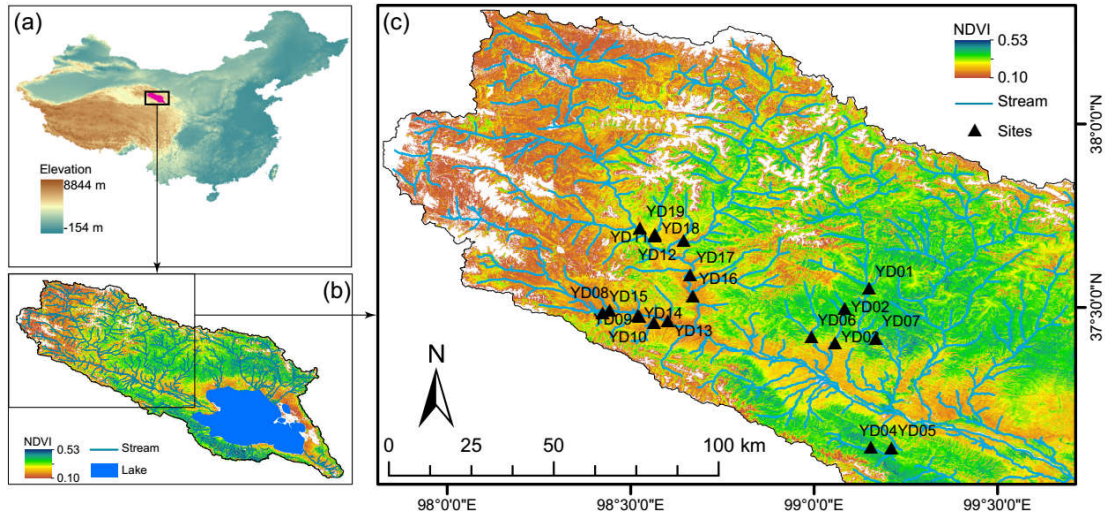 (a)
Elevation
8844 m
-154 m
(b)
NDVI
0.53
0.10
Stream
Lake
(c)
NDVI
0.53
0.10
Stream
Sites
YD19
YD18
YD12
YD17
YD16
YD01
YD02
YD08
YD15
YD09
YD14
YD06
YD07
YD10
YD13
YD04
YD05
N
0
25
50
100 km
98°0'0"E
98°30'0"E
99°0'0"E
99°30'0"E
38°0'0"N
37°30'0"N